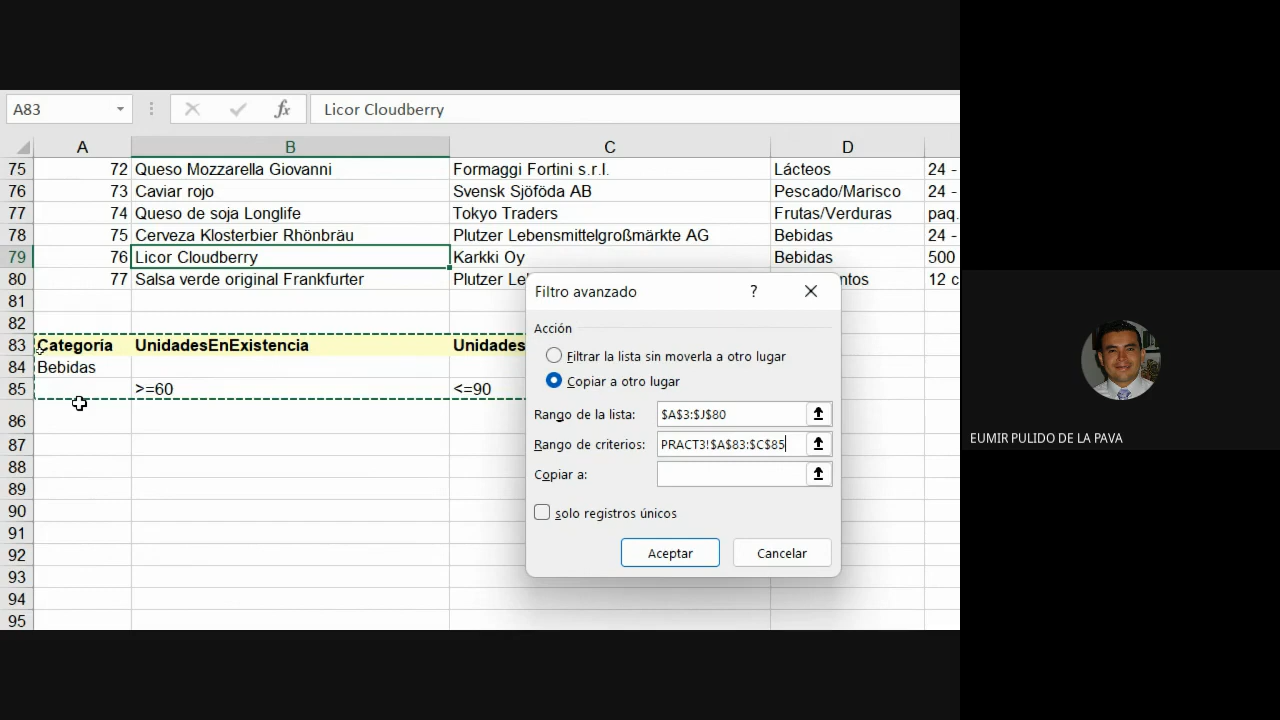 A83 fx Licor Cloudberry
A B C D
75 72 Queso Mozzarella Giovanni Formaggi Fortini s.r.l. Lácteos 24 -
76 73 Caviar rojo Svensk Sjöföda AB Pescado/Marisco 24 -
77 74 Queso de soja Longlife Tokyo Traders Frutas/Verduras paq.
78 75 Cerveza Klosterbier Rhönbräu Plutzer Lebensmittelgroßmärkte AG Bebidas 24 -
79 76 Licor Cloudberry Karkki Oy Bebidas 500
80 77 Salsa verde original Frankfurter Plutzer Le ntos 12 c
81
82
83 Categoría UnidadesEnExistencia Unidades
84 Bebidas
85 >=60 <=90
86
87
88
89
90
91
92
93
94
95
Filtro avanzado ?
Acción
Filtrar la lista sin moverla a otro lugar
Copiar a otro lugar
Rango de la lista: $A$3:$J$80
Rango de criterios: PRACT3!$A$83:$C$85
Copiar a:
solo registros únicos
Aceptar Cancelar
EUMIR PULIDO DE LA PAVA